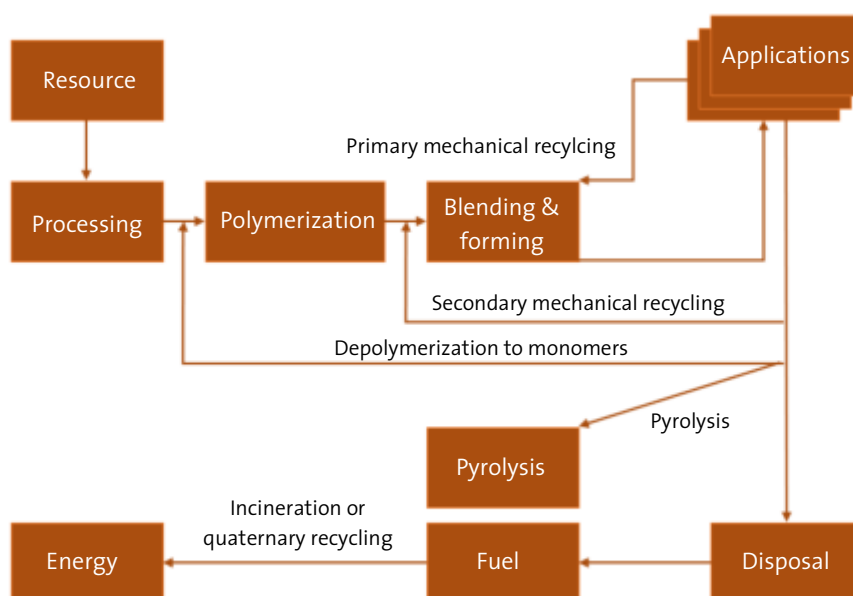 Applications
Resource
Primary mechanical recylcing
Processing
Polymerization
Blending &
forming
Secondary mechanical recycling
Depolymerization to monomers
Pyrolysis
Pyrolysis
Incineration or
quaternary recycling
Energy
Fuel
Disposal